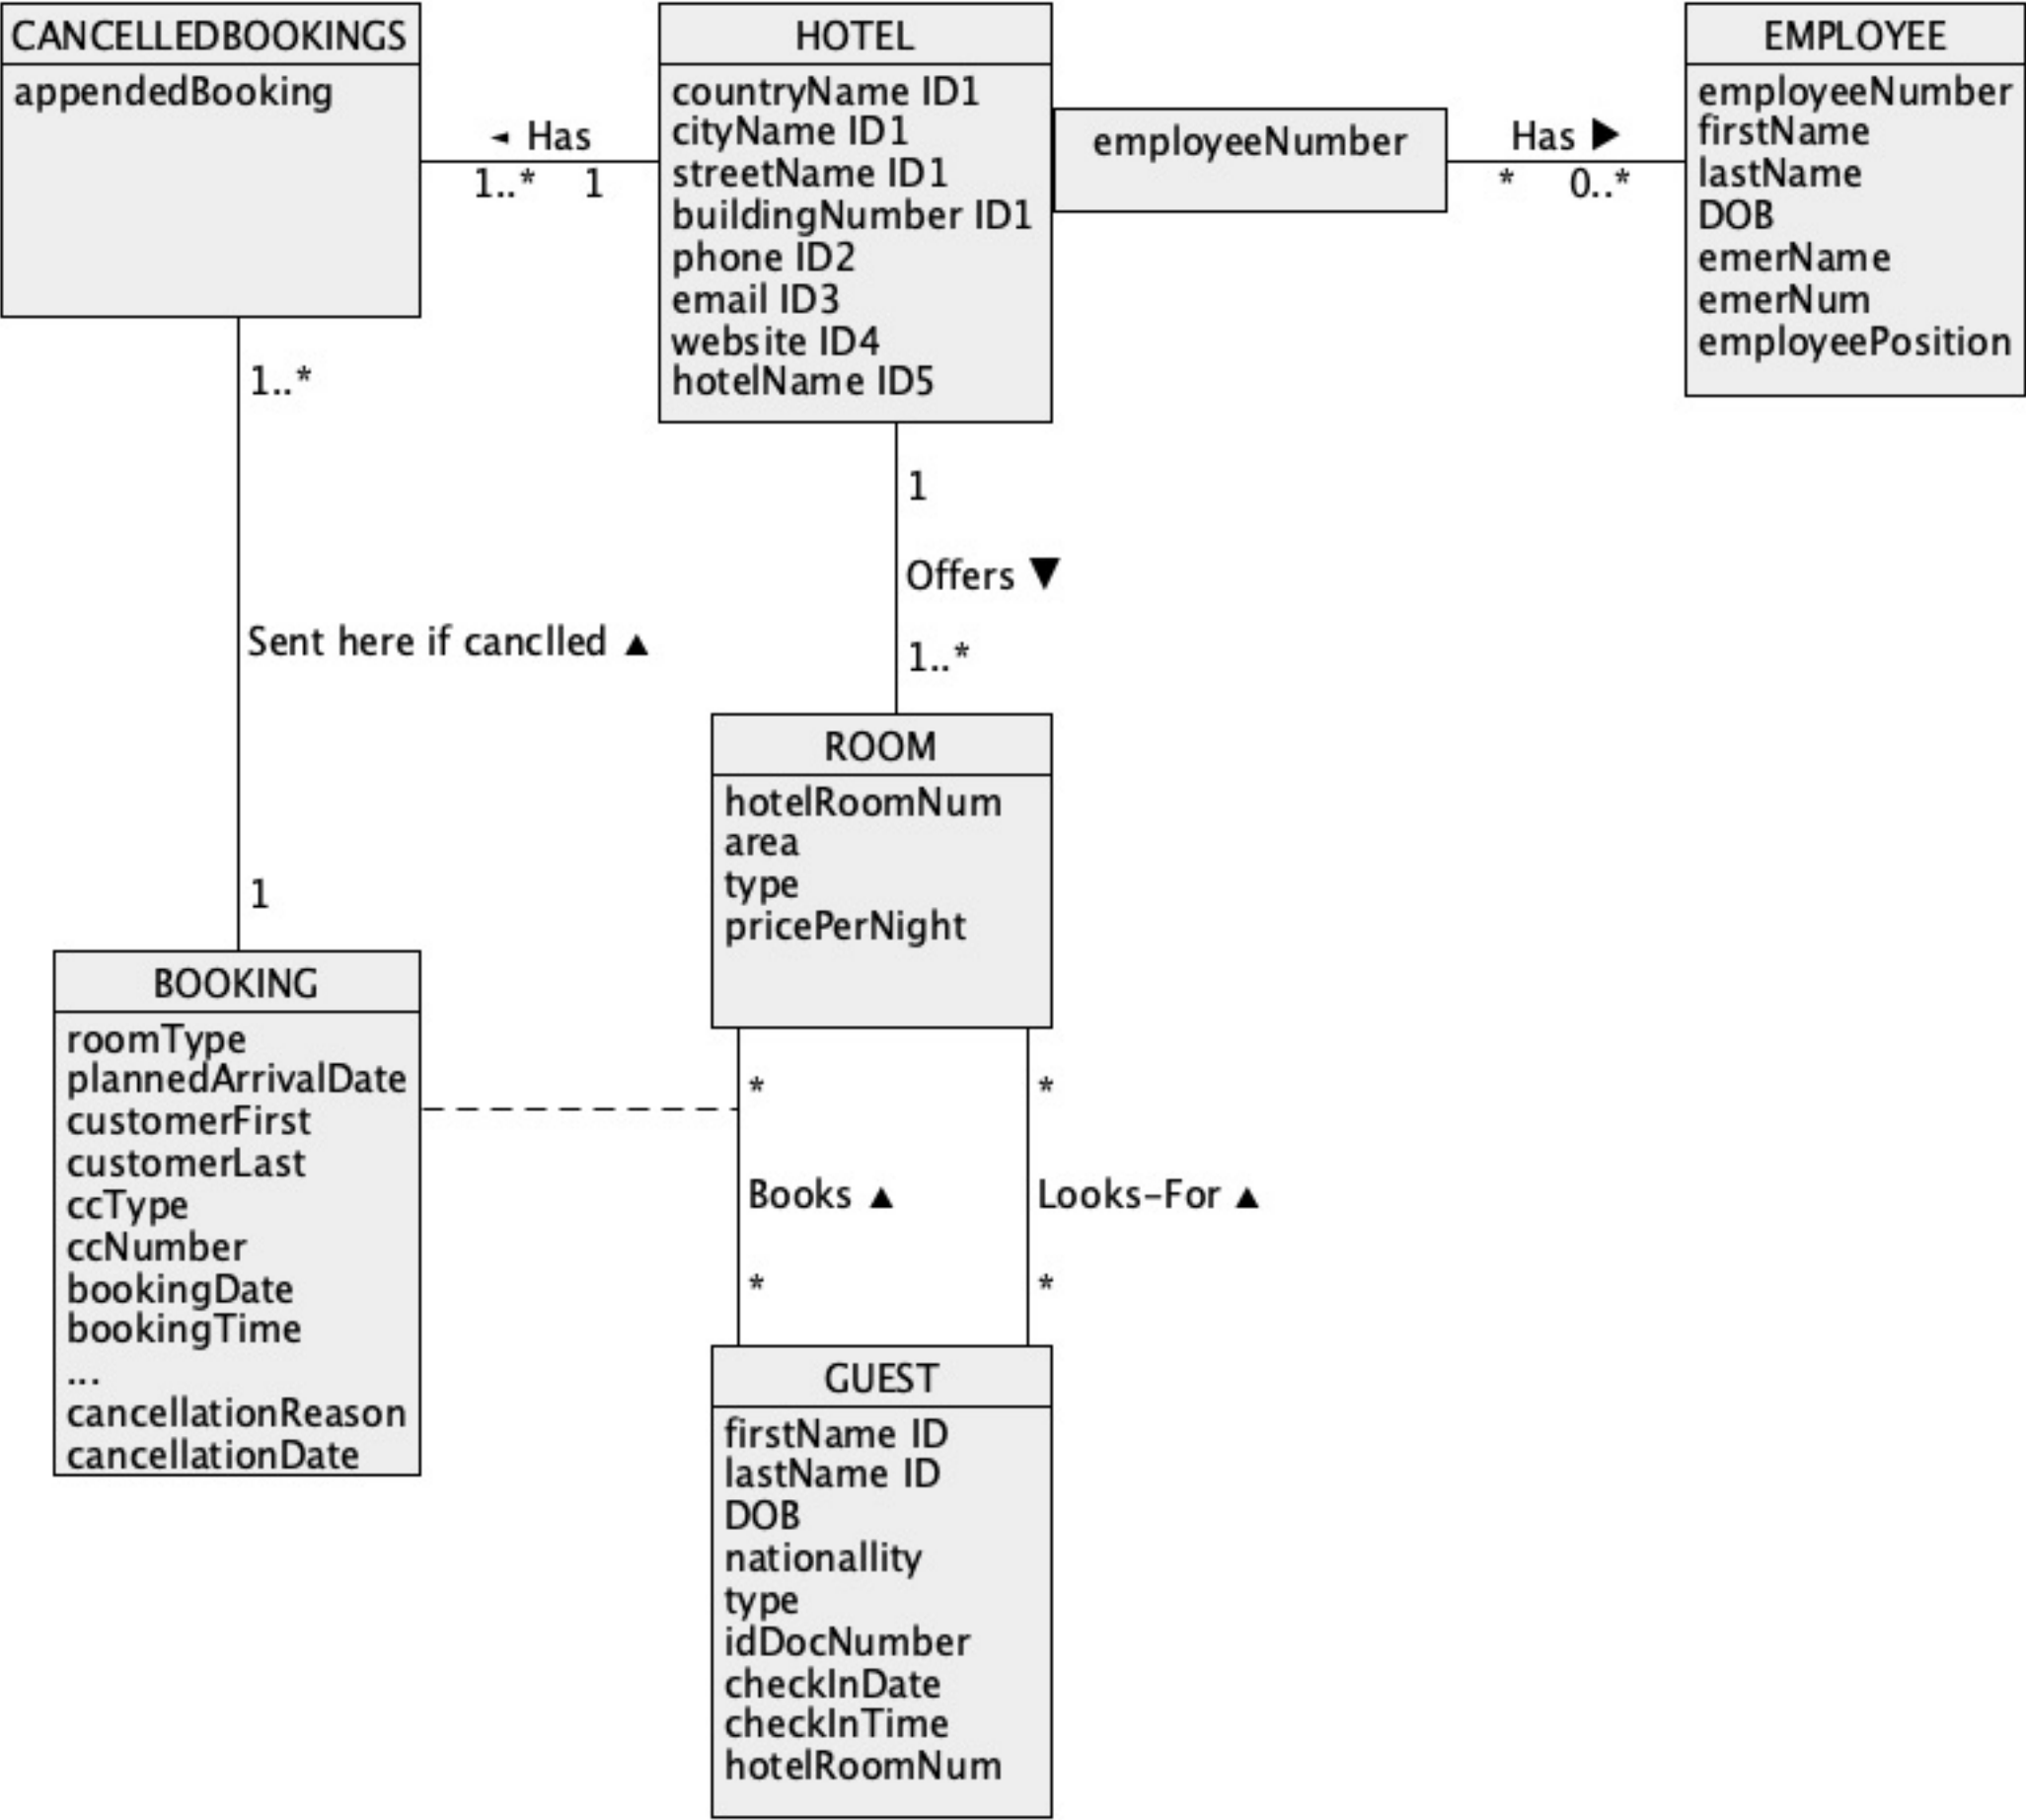 CANCELLEDBOOKINGS
appendedBooking
◄ Has
1..* 1
HOTEL
countryName ID1
cityName ID1
streetName ID1
buildingNumber ID1
phone ID2
email ID3
website ID4
hotelName ID5
employeeNumber
Has ▶
* 0..*
EMPLOYEE
employeeNumber
firstName
lastName
DOB
emerName
emerNum
employeePosition
1..*
Sent here if canclled ▲
1
1
Offers ▼
1..*
ROOM
hotelRoomNum
area
type
pricePerNight
BOOKING
roomType
plannedArrivalDate
customerFirst
customerLast
ccType
ccNumber
bookingDate
bookingTime
...
cancellationReason
cancellationDate
*
Books ▲
*
*
Looks-For ▲
*
GUEST
firstName ID
lastName ID
DOB
nationallity
type
idDocNumber
checkInDate
checkInTime
hotelRoomNum